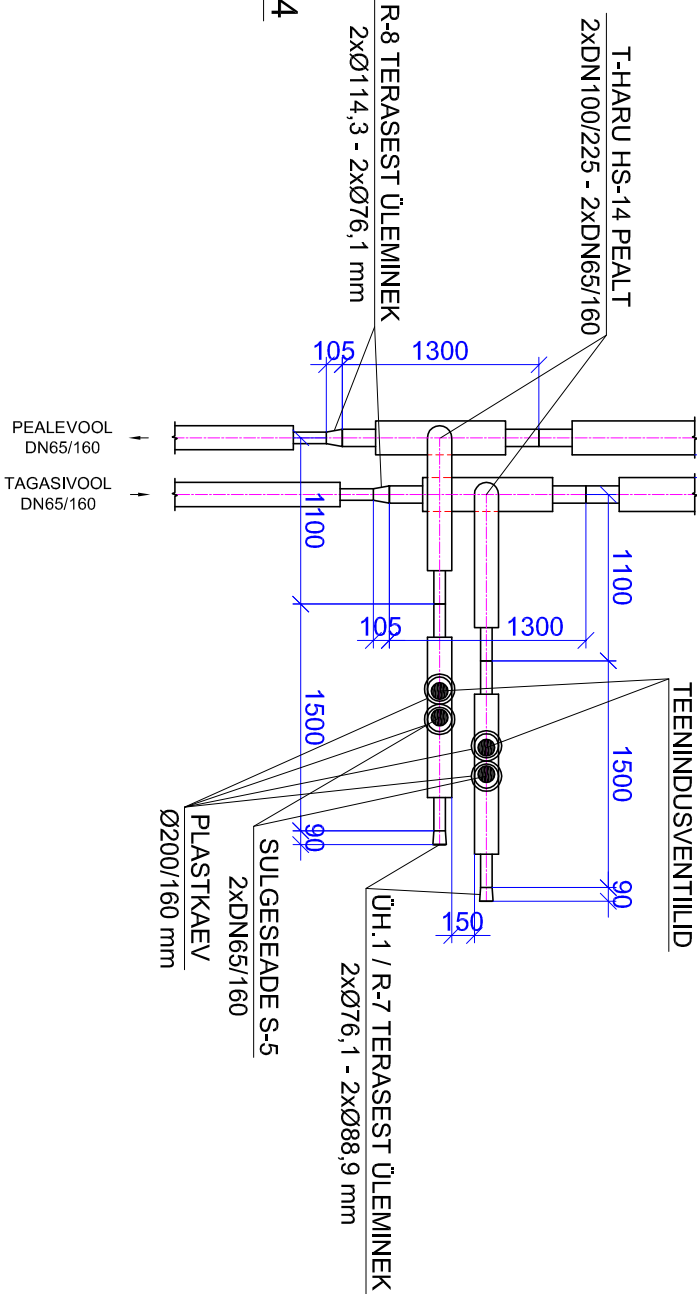 4
R-8 TERASEST ÜLEMINEK
2xØ114,3 - 2xØ76,1 mm
T-HARU HS-14 PEALT
2xDN100/225 - 2xDN65/160
105
1300
PEALEVOOL
DN65/160
TAGASIVOOL
DN65/160
1100
1100
105
1300
1500
1500
90
90
150
TEENINDUSVENTIILID
PLASTKAEV
Ø200/160 mm
SULGESEADE S-5
2xDN65/160
ÜH.1 / R-7 TERASEST ÜLEMINEK
2xØ76,1 - 2xØ88,9 mm